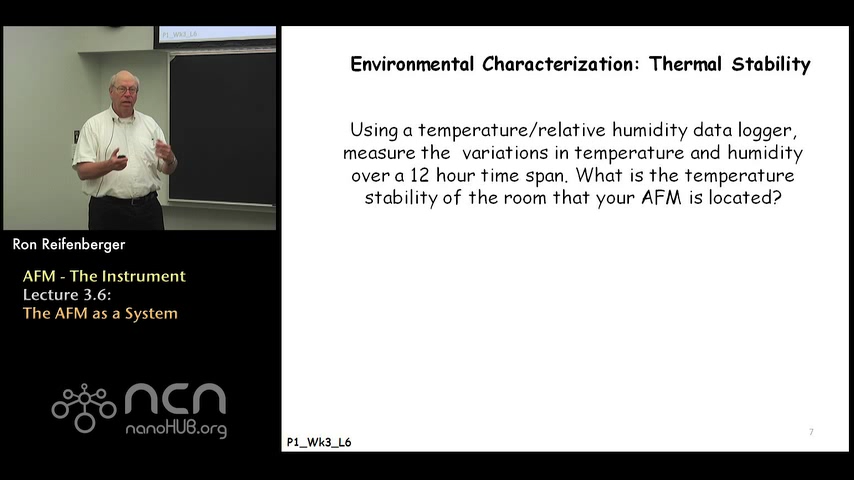 P1_Wk3_L6
Environmental Characterization: Thermal Stability
Using a temperature/relative humidity data logger,
measure the  variations in temperature and humidity
over a 12 hour time span. What is the temperature
stability of the room that your AFM is located?
Ron Reifenberger
AFM - The Instrument
Lecture 3.6:
The AFM as a System
ncn
nanoHUB.org
P1_Wk3_L6
7